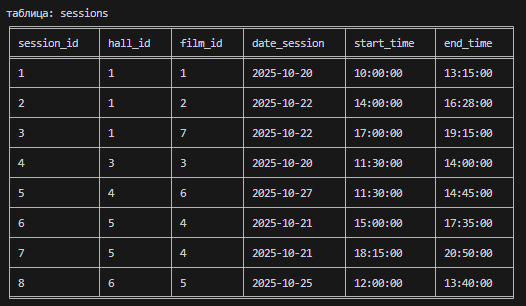 таблица: sessions
session_id hall_id film_id date_session start_time end_time
1 1 1 2025-10-20 10:00:00 13:15:00
2 1 2 2025-10-22 14:00:00 16:28:00
3 1 7 2025-10-22 17:00:00 19:15:00
4 3 3 2025-10-20 11:30:00 14:00:00
5 4 6 2025-10-27 11:30:00 14:45:00
6 5 4 2025-10-21 15:00:00 17:35:00
7 5 4 2025-10-21 18:15:00 20:50:00
8 6 5 2025-10-25 12:00:00 13:40:00